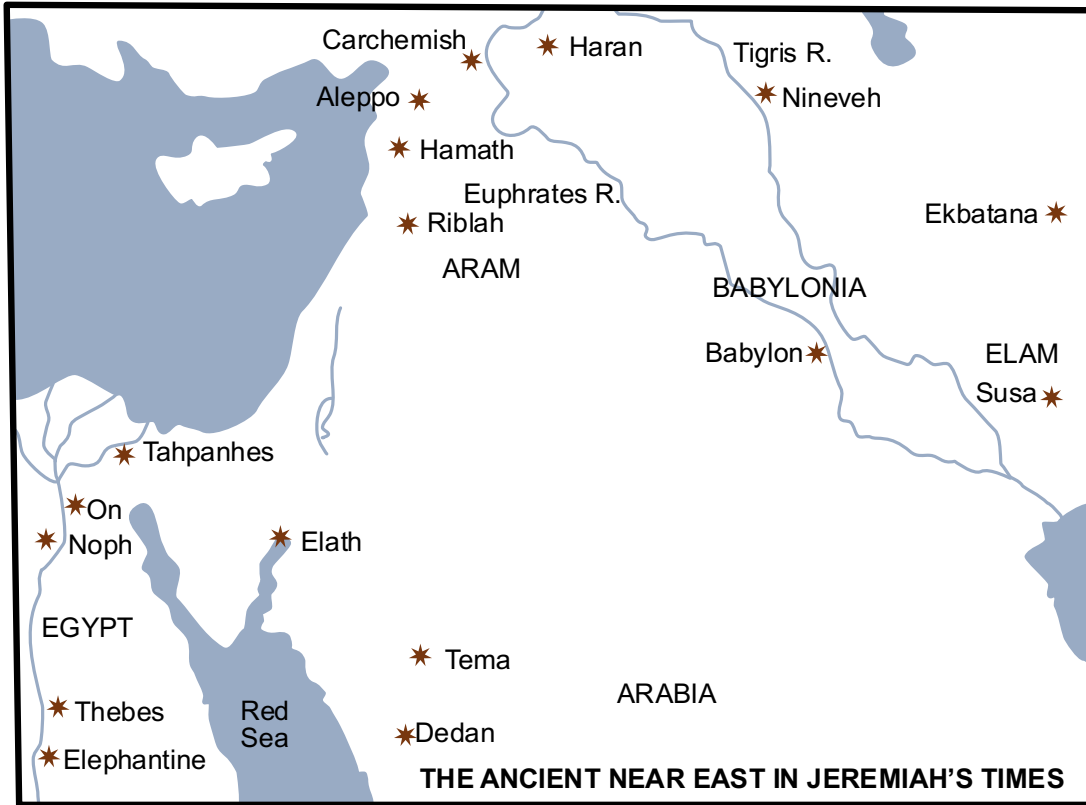 Carchemish
Haran
Tigris R.
Aleppo
Nineveh
Hamath
Euphrates R.
Ekbatana
Riblah
ARAM
BABYLONIA
Babylon
ELAM
Susa
Tahpanhes
On
Noph
Elath
EGYPT
Tema
ARABIA
Thebes
Red
Sea
Dedan
Elephantine
THE ANCIENT NEAR EAST IN JEREMIAH'S TIMES